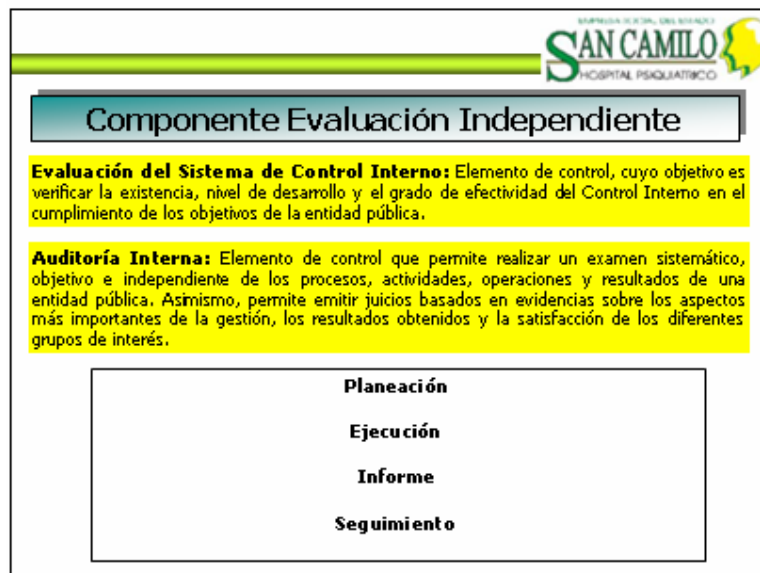 EMPRESA SOCIAL DEL ESTADO
SAN CAMILO
HOSPITAL PSIQUIATRICO
Componente Evaluación Independiente
Evaluación del Sistema de Control Interno: Elemento de control, cuyo objetivo es
verificar la existencia, nivel de desarrollo y el grado de efectividad del Control Interno en el
cumplimiento de los objetivos de la entidad pública.
Auditoría Interna: Elemento de control que permite realizar un examen sistemático,
objetivo e independiente de los procesos, actividades, operaciones y resultados de una
entidad pública. Asimismo, permite emitir juicios basados en evidencias sobre los aspectos
más importantes de la gestión, los resultados obtenidos y la satisfacción de los diferentes
grupos de interés.
Planeación
Ejecución
Informe
Seguimiento